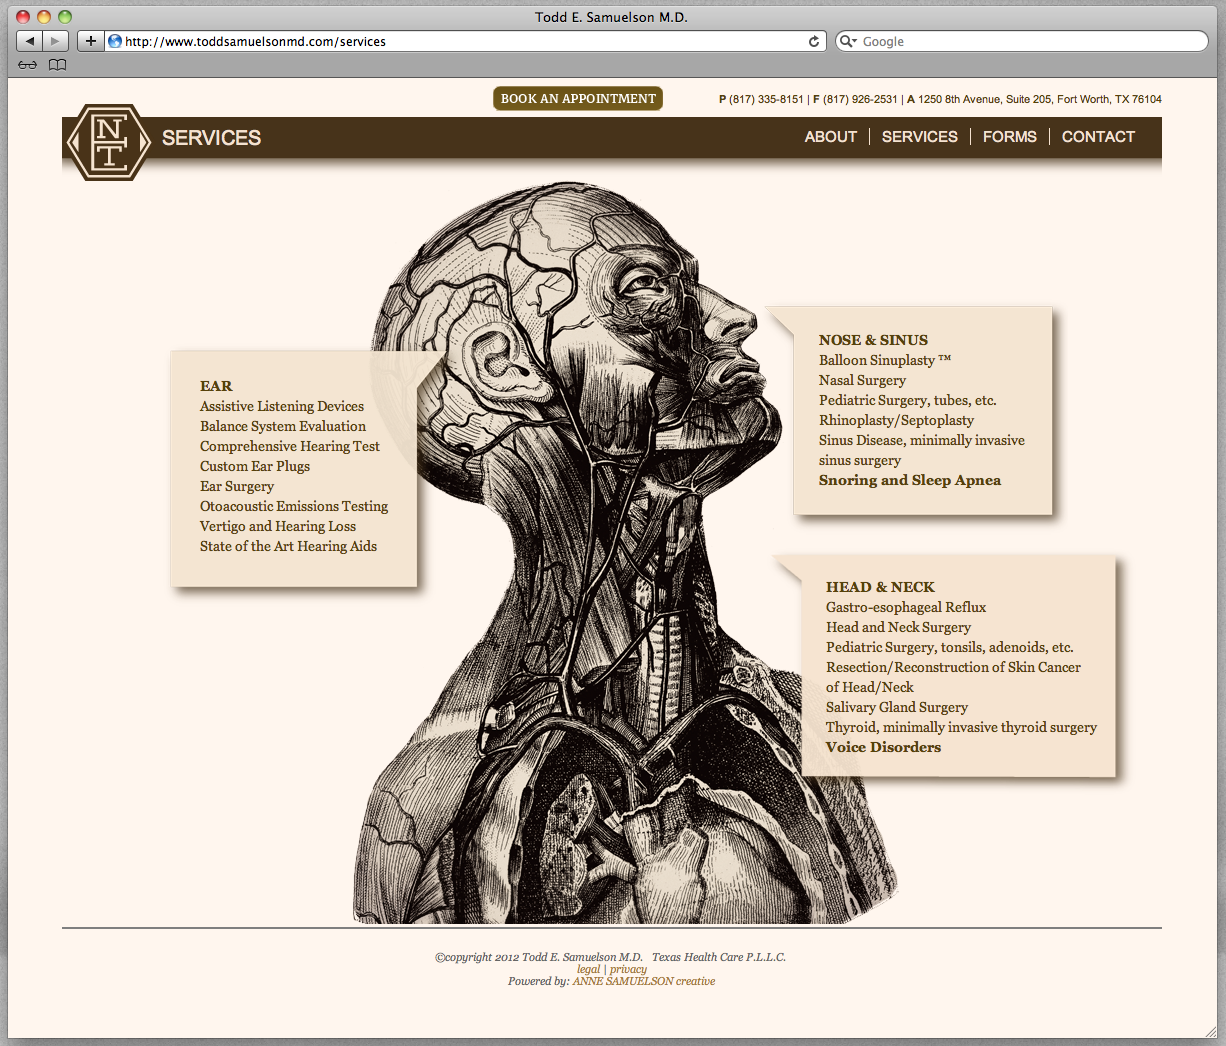 Todd E. Samuelson M.D.
http://www.toddsamuelsonmd.com/services
Google
BOOK AN APPOINTMENT
P (817) 335-8151 | F (817) 926-2531 | A 1250 8th Avenue, Suite 205, Fort Worth, TX 76104
ENT
SERVICES
ABOUT | SERVICES | FORMS | CONTACT
EAR
Assistive Listening Devices
Balance System Evaluation
Comprehensive Hearing Test
Custom Ear Plugs
Ear Surgery
Otoacoustic Emissions Testing
Vertigo and Hearing Loss
State of the Art Hearing Aids
NOSE & SINUS
Balloon Sinuplasty ™
Nasal Surgery
Pediatric Surgery, tubes, etc.
Rhinoplasty/Septoplasty
Sinus Disease, minimally invasive
sinus surgery
Snoring and Sleep Apnea
HEAD & NECK
Gastro-esophageal Reflux
Head and Neck Surgery
Pediatric Surgery, tonsils, adenoids, etc.
Resection/Reconstruction of Skin Cancer
of Head/Neck
Salivary Gland Surgery
Thyroid, minimally invasive thyroid surgery
Voice Disorders
©copyright 2012 Todd E. Samuelson M.D. Texas Health Care P.L.L.C.
legal | privacy
Powered by: ANNE SAMUELSON creative